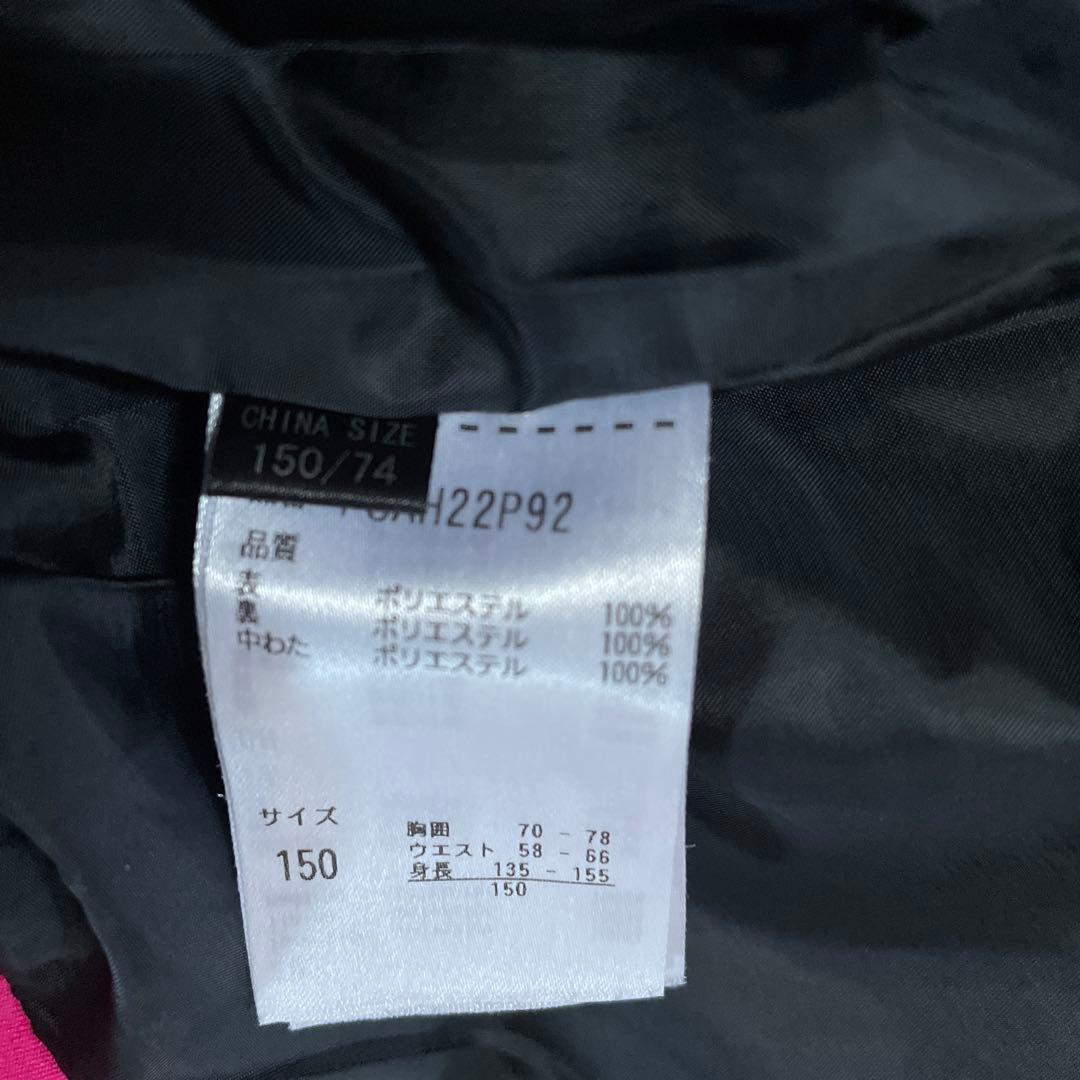 CHINA SIZE
150/74
H22P92
品質
表 ポリエステル 100%
裏 ポリエステル 100%
中わた ポリエステル 100%
サイズ
150
胸囲 70 - 78
ウエスト 58 - 66
身長 135 - 155
150